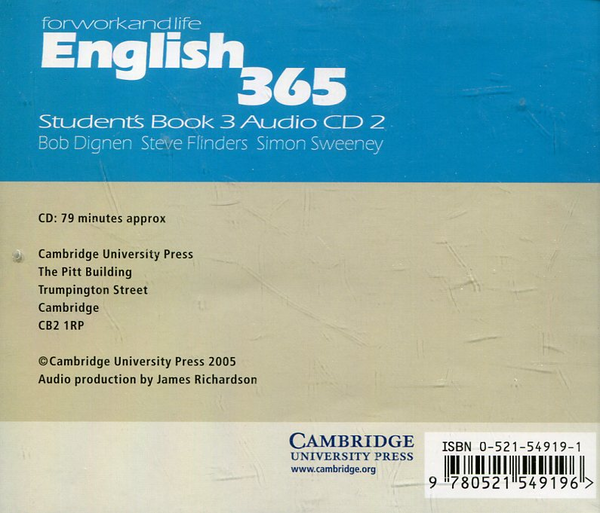 forworkandlife
English
365
Student's Book 3 Audio CD 2
Bob Dignen Steve Flinders Simon Sweeney
CD: 79 minutes approx
Cambridge University Press
The Pitt Building
Trumpington Street
Cambridge
CB2 1RP
©Cambridge University Press 2005
Audio production by James Richardson
CAMBRIDGE
UNIVERSITY PRESS
www.cambridge.org
ISBN 0-521-54919-1
9 780521 549196 >